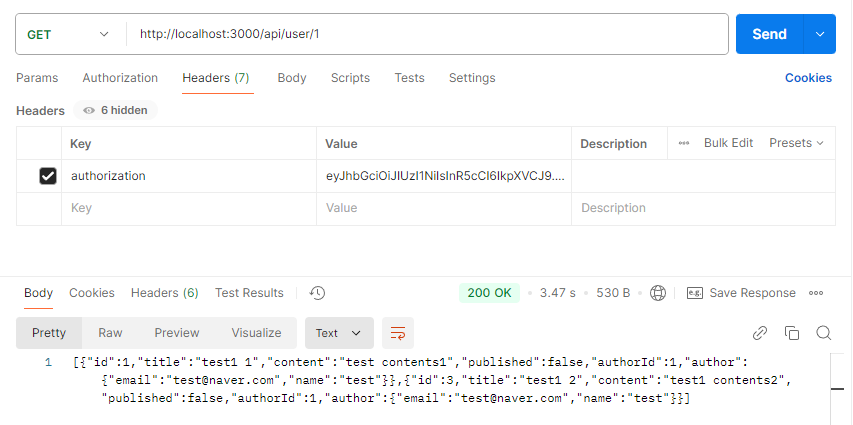 GET http://localhost:3000/api/user/1 Send
Params Authorization Headers (7) Body Scripts Tests Settings Cookies
Headers 6 hidden
Key Value Description Bulk Edit Presets
authorization eyJhbGciOiJIUzI1NiIsInR5cCI6IkpXVCJ9....
Key Value Description
Body Cookies Headers (6) Test Results 200 OK 3.47 s 530 B e.g. Save Response
Pretty Raw Preview Visualize Text
1 [{"id":1,"title":"test1 1","content":"test contents1","published":false,"authorId":1,"author":
{"email":"test@naver.com","name":"test"}},{"id":3,"title":"test1 2","content":"test1 contents2",
"published":false,"authorId":1,"author":{"email":"test@naver.com","name":"test"}}]